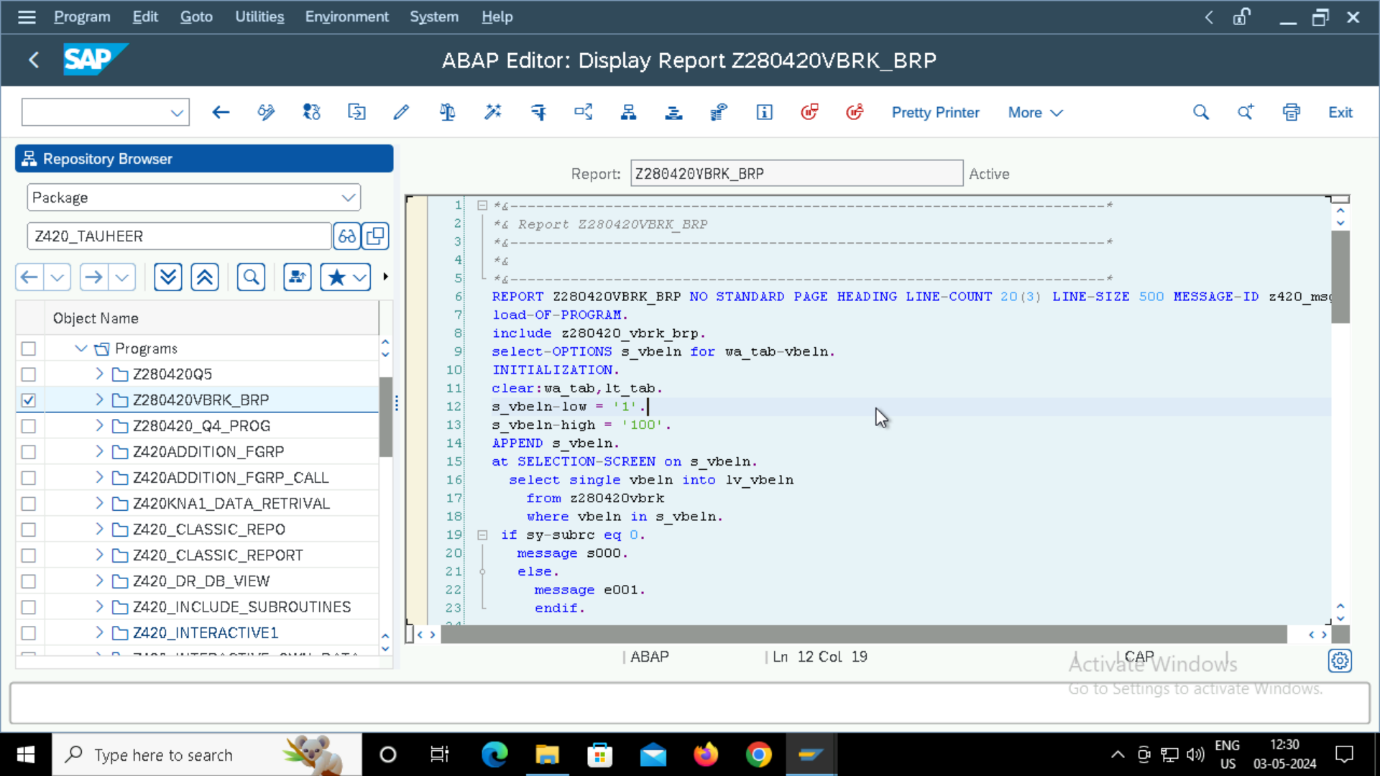 Program Edit Goto Utilities Environment System Help
SAP ABAP Editor: Display Report Z280420VBRK_BRP
Pretty Printer More Exit
Repository Browser
Package
Z420_TAUHEER
Object Name
Programs
Z280420Q5
Z280420VBRK_BRP
Z280420_Q4_PROG
Z420ADDITION_FGRP
Z420ADDITION_FGRP_CALL
Z420KNA1_DATA_RETRIVAL
Z420_CLASSIC_REPO
Z420_CLASSIC_REPORT
Z420_DR_DB_VIEW
Z420_INCLUDE_SUBROUTINES
Z420_INTERACTIVE1
Report: Z280420VBRK_BRP Active
1 *&---------------------------------------------------------------------*
2 *& Report Z280420VBRK_BRP
3 *&---------------------------------------------------------------------*
4 *&
5 *&---------------------------------------------------------------------*
6 REPORT Z280420VBRK_BRP NO STANDARD PAGE HEADING LINE-COUNT 20(3) LINE-SIZE 500 MESSAGE-ID
7 load-OF-PROGRAM.
8 include z280420_vbrk_brp.
9 select-OPTIONS s_vbeln for wa_tab-vbeln.
10 INITIALIZATION.
11 clear:wa_tab,lt_tab.
12 s_vbeln-low = '1'.
13 s_vbeln-high = '100'.
14 APPEND s_vbeln.
15 at SELECTION-SCREEN on s_vbeln.
16 select single vbeln into lv_vbeln
17 from z280420vbrk
18 where vbeln in s_vbeln.
19 if sy-subrc eq 0.
20 message s000.
21 else.
22 message e001.
23 endif.
ABAP Ln 12 Col 19 CAP
Activate Windows
Go to Settings to activate Windows.
Type here to search
ENG
US
12:30
03-05-2024